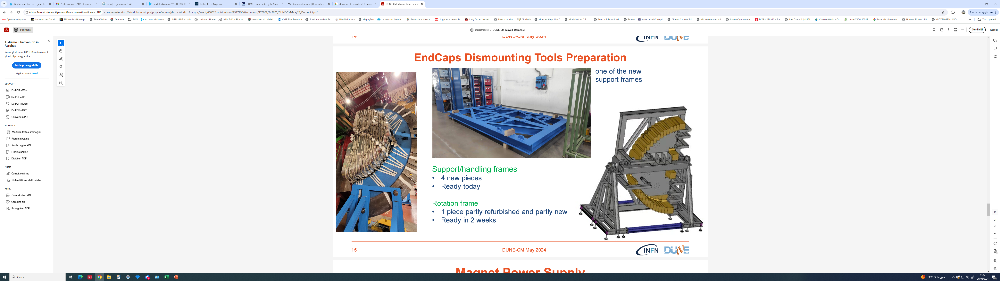 Valutazione Rischio Legionello
Posta in arrivo (240) - francesc
desk | LegalInvoice START
portale.dsi.infn.it/?&GODIVA_A
Richieste Di Acquisto
GOMP - smart_edu by Be Smar
Amministrazione | Università di
dewar azoto liquido 50 lt prezz
DUNE-CM-May24_Domenici.p
Adobe Acrobat: strumenti per modificare, convertire e firmare i PDF
chrome-extension://efaidnbmnnnibpcajpcglclefindmkaj/https://indico.fnal.gov/event/60082/contributions/291779/attachments/178062/242670/DUNE-CM-May24_Domenici.pdf
Riavvia per aggiornare
Прямые спортивн...
Location per Good...
Si Energia - Home p...
Prime Visioni
AetnaNet
PON
Accesso al sistema
INFN - LNS - Login
Unikore - Home
INFN & Dip. Fisica -...
AetnaNet - I siti dell...
CMS Pixel Detector
Scarica Autodesk Pr...
WebMail Aruba
MightyText
Le news on line del...
Elettorale « News «...
Supporti a perno Ra...
Lady Oscar Streami...
Elenco prodotti
AisMedia
Monster High: Una f...
Modulistica - C.T.U....
Search & Download...
Stoom
www.unict.it/sites/d...
Alberto Carrera Sci...
Micro e nanotecnol...
Index of /wp-conte...
ECAP CATANIA - For...
Just Dance 4 [MULTI...
Console World - Co...
Usare XBOX 360 IS...
Manuale di trattam...
Home - Sistemi di P...
XBOX360 ISO - XBO...
Tutti i preferiti
Strumenti
indico.fnal.gov / DUNE-CM-May24_Domenici
Condividi
Accedi
Ti diamo il benvenuto in
Acrobat
Prova gli strumenti PDF Premium con 7
giorni di prova gratuita.
Inizia prova gratuita
Hai già un piano? Accedi
CONVERTI
Da PDF a Word
Da PDF a JPG
Da PDF a Excel
Da PDF a PPT
Converti in PDF
MODIFICA
Modifica testo e immagini
Riordina pagine
Ruota pagine PDF
Elimina pagine
Dividi un PDF
FIRMA
Compila e firma
Richiedi firme elettroniche
ALTRO
Comprimi un PDF
Combina file
Proteggi un PDF
14
DUNE-CM May 2024
INFN
DUNE
EndCaps Dismounting Tools Preparation
one of the new
support frames
Support/handling frames
• 4 new pieces
• Ready today
Rotation frame
• 1 piece partly refurbished and partly new
• Ready in 2 weeks
15
DUNE-CM May 2024
INFN
DUNE
Magnet Power Supply
16
21
Cerca
33°C Soleggiato
11:14
20/06/2024